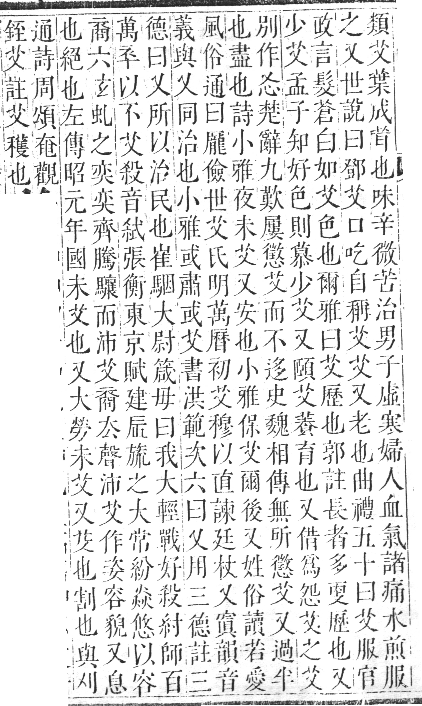 類艾葉成膏也味辛微苦治男子虛寒婦人血氣諸痛水煎服
之又世說曰鄧艾口吃自稱艾艾又老也曲禮五十曰艾服官
政言髮蒼白如艾色也爾雅曰艾歷也郭註長者多更歷也又
少艾孟子知好色則慕少艾又頤艾養育也又借爲怨艾之艾
別作忞楚辭九歎屢懲艾而不迻史魏相傳無所懲艾又過半
也盡也詩小雅夜未艾又安也小雅保艾爾後又姓俗讀若愛
風俗通曰龐儉世艾氏明萬曆初艾穆以直諫廷杖又寘韻音
義與乂同治也小雅或肅或艾書洪範次六曰乂用三德註三
德曰乂所以治民也崔駰大尉箴毋曰我大輕戰好殺紂師百
萬卒以不艾殺音弑張衡東京賦建辰旒之大常紛焱悠以容
裔六玄虬之奕奕齊騰驤而沛艾裔去聲沛艾作姿容貌又息
也絕也左傳昭元年國未艾也又大勞未艾又芟也割也與刈
通詩周頌奄觀
銍艾註艾穫也